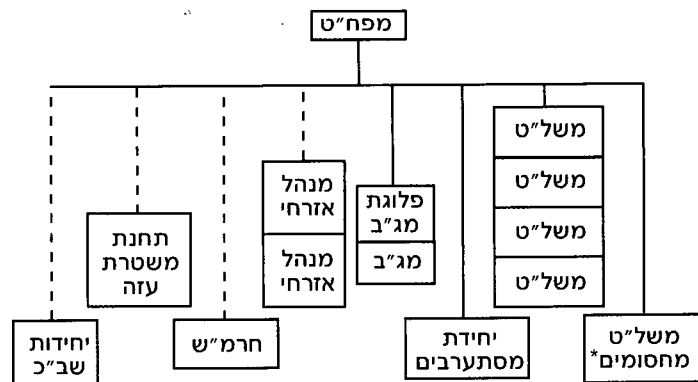 מפח״ט
משל״ט
משל״ט
משל״ט
משל״ט
פלוגת
מג״ב
מג״ב
מנהל
אזרחי
מנהל
אזרחי
תחנת
משטרת
עזה
משל״ט
מחסומים*
יחידת
מסתערבים
חרמ״ש
יחידות
שב״כ